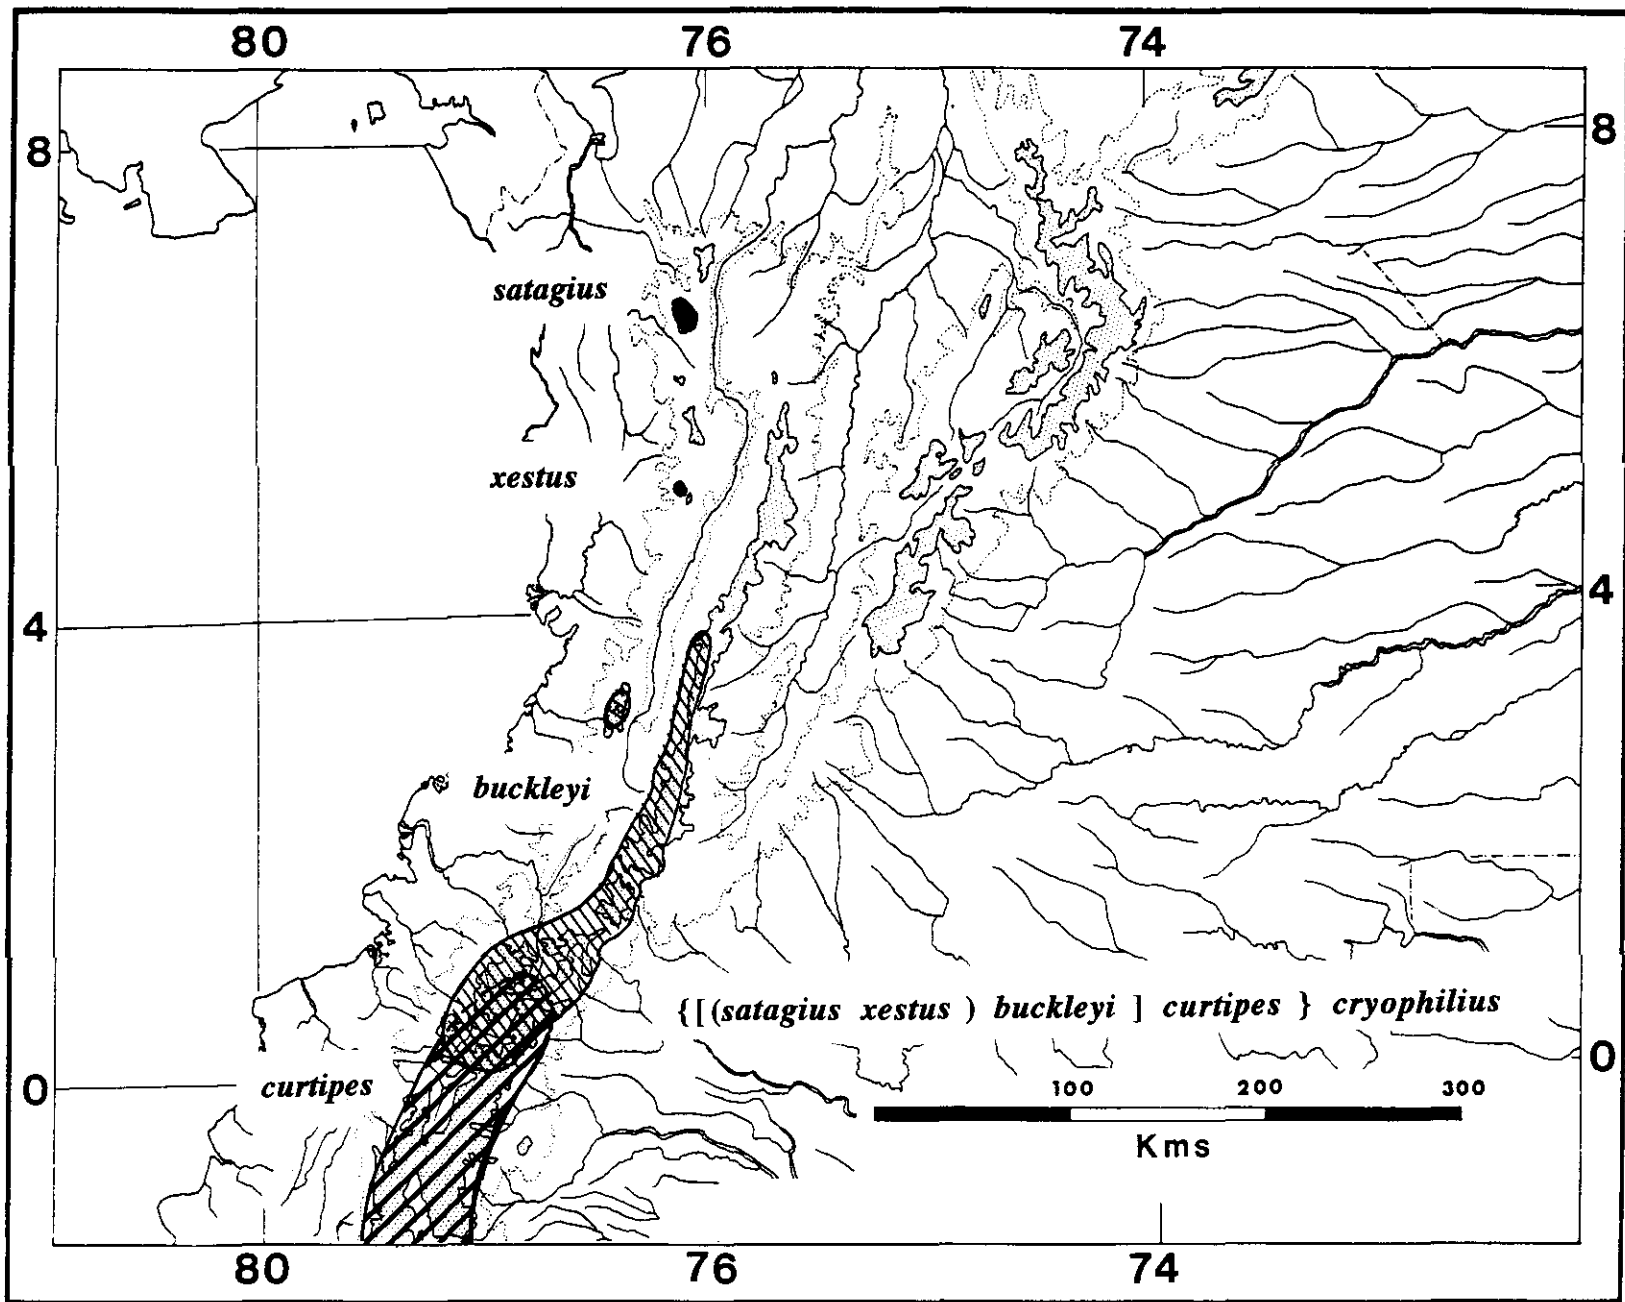 80 76 74
8 8
satagius
xestus
4 4
buckleyi
{[(satagius xestus ) buckleyi ] curtipes } cryophilius
0 0
curtipes
100 200 300
Kms
80 76 74